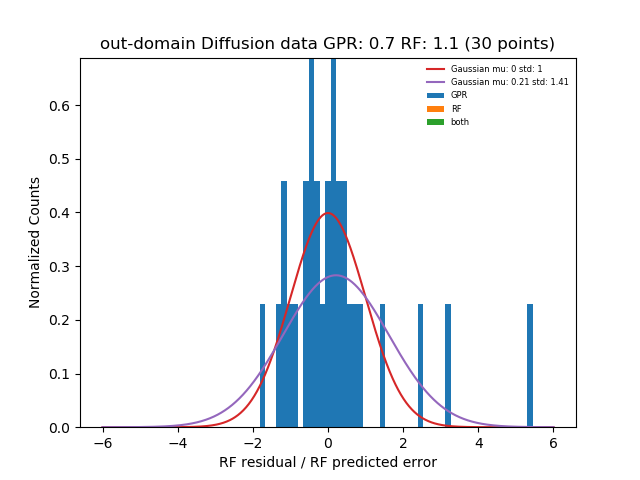 out-domain Diffusion data GPR: 0.7 RF: 1.1 (30 points)
Gaussian mu: 0 std: 1
Gaussian mu: 0.21 std: 1.41
GPR
RF
both
Normalized Counts
0.6
0.5
0.4
0.3
0.2
0.1
0.0
−6 −4 −2 0 2 4 6
RF residual / RF predicted error